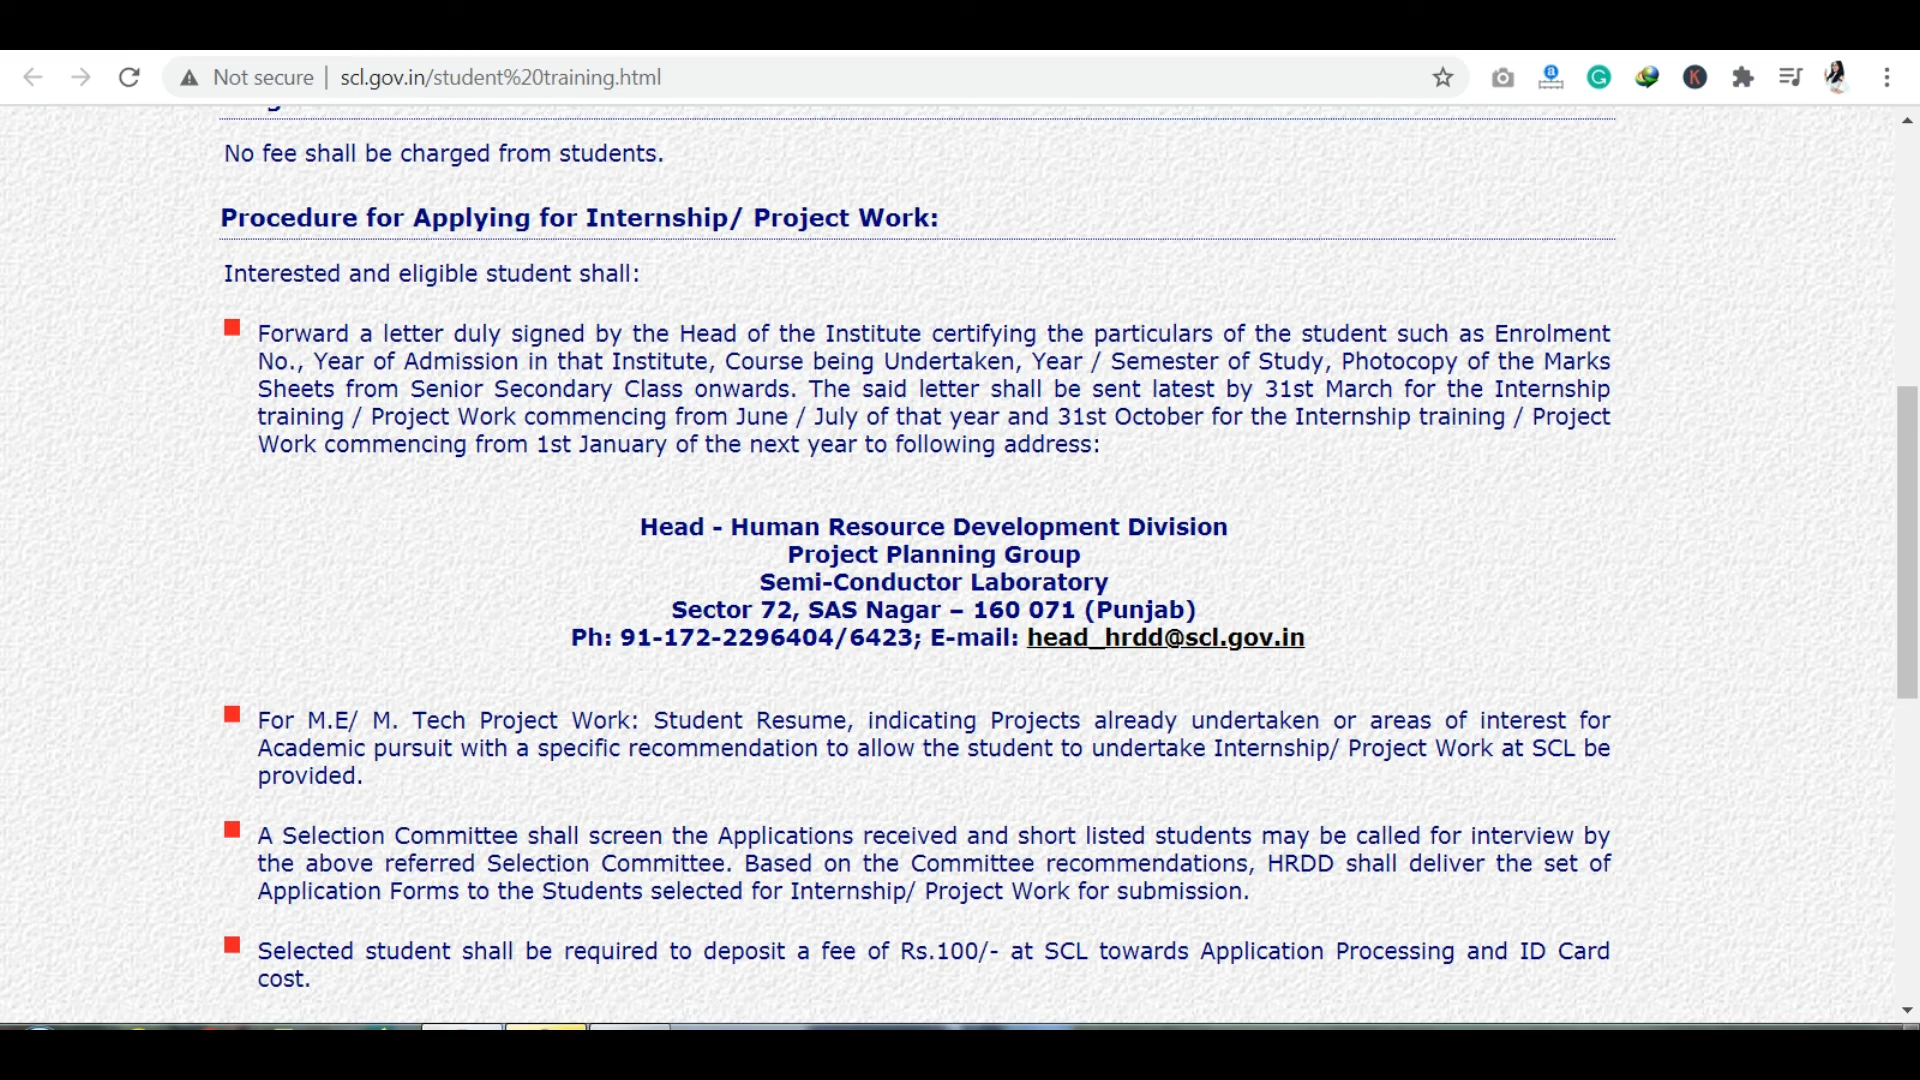 Not secure | scl.gov.in/student%20training.html
No fee shall be charged from students.
Procedure for Applying for Internship/ Project Work:
Interested and eligible student shall:
Forward a letter duly signed by the Head of the Institute certifying the particulars of the student such as Enrolment
No., Year of Admission in that Institute, Course being Undertaken, Year / Semester of Study, Photocopy of the Marks
Sheets from Senior Secondary Class onwards. The said letter shall be sent latest by 31st March for the Internship
training / Project Work commencing from June / July of that year and 31st October for the Internship training / Project
Work commencing from 1st January of the next year to following address:
Head - Human Resource Development Division
Project Planning Group
Semi-Conductor Laboratory
Sector 72, SAS Nagar – 160 071 (Punjab)
Ph: 91-172-2296404/6423; E-mail: head_hrdd@scl.gov.in
For M.E/ M. Tech Project Work: Student Resume, indicating Projects already undertaken or areas of interest for
Academic pursuit with a specific recommendation to allow the student to undertake Internship/ Project Work at SCL be
provided.
A Selection Committee shall screen the Applications received and short listed students may be called for interview by
the above referred Selection Committee. Based on the Committee recommendations, HRDD shall deliver the set of
Application Forms to the Students selected for Internship/ Project Work for submission.
Selected student shall be required to deposit a fee of Rs.100/- at SCL towards Application Processing and ID Card
cost.